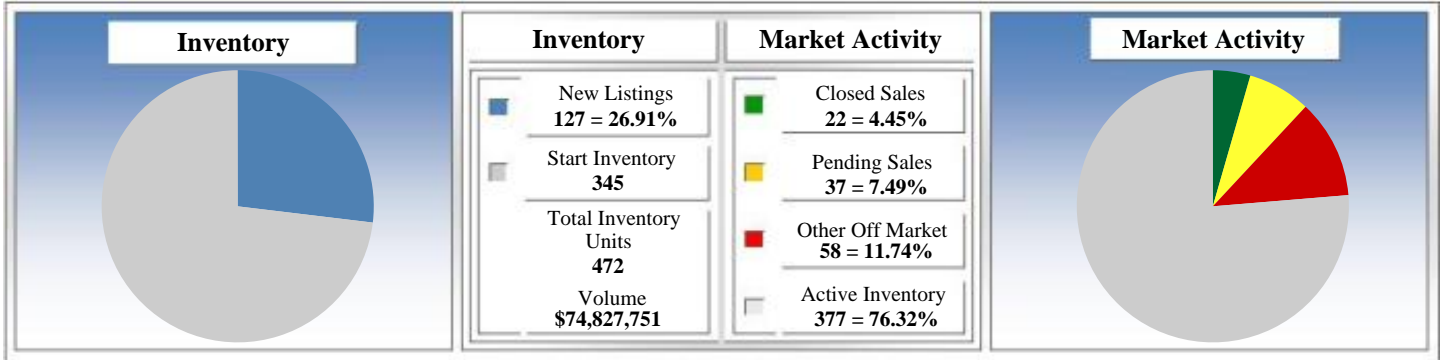 Inventory
Inventory
Market Activity
New Listings
127 = 26.91%
Start Inventory
345
Total Inventory
Units
472
Volume
$74,827,751
Closed Sales
22 = 4.45%
Pending Sales
37 = 7.49%
Other Off Market
58 = 11.74%
Active Inventory
377 = 76.32%
Market Activity